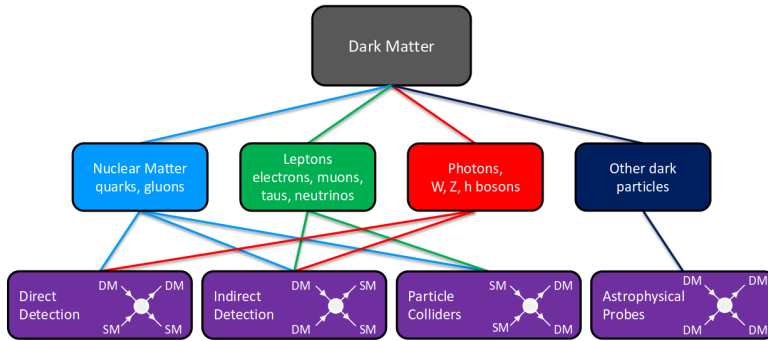 Dark Matter
Nuclear Matter
quarks, gluons
Leptons
electrons, muons,
taus, neutrinos
Photons,
W, Z, h bosons
Other dark
particles
Direct
Detection
DM DM
SM SM
Indirect
Detection
DM SM
DM SM
Particle
Colliders
SM DM
SM DM
Astrophysical
Probes
DM DM
DM DM